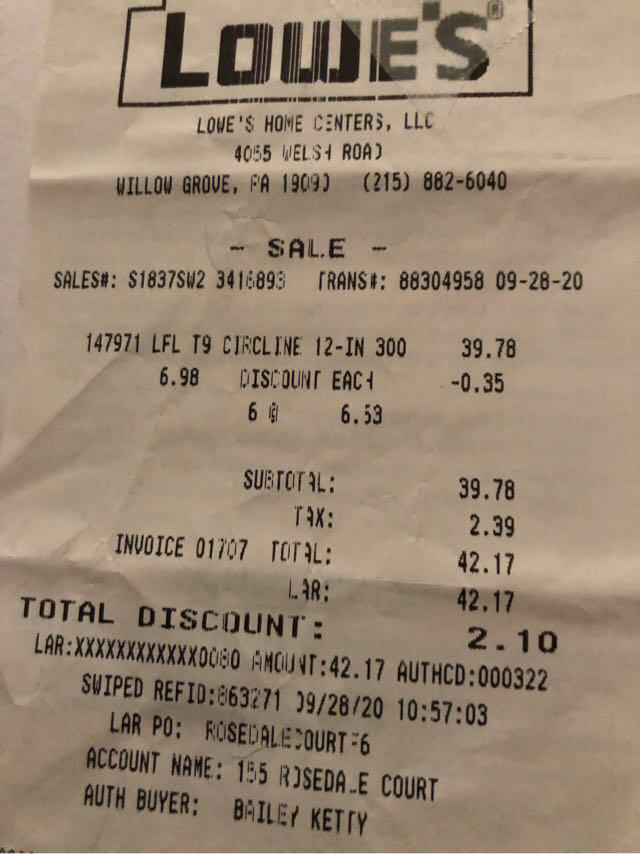 LOWE'S®
LOWE'S HOME CENTERS, LLC
4055 WELSH ROAD
WILLOW GROVE, PA 19090 (215) 882-6040
- SALE -
SALES#: S1837SW2 3416893 TRANS#: 88304958 09-28-20
147971 LFL T9 CIRCLINE 12-IN 300 39.78
6.98 DISCOUNT EACH -0.35
6 @ 6.63
SUBTOTAL: 39.78
TAX: 2.39
INVOICE 01707 TOTAL: 42.17
LAR: 42.17
TOTAL DISCOUNT: 2.10
LAR:XXXXXXXXXXXX0080 AMOUNT:42.17 AUTHCD:000322
SWIPED REFID:863271 09/28/20 10:57:03
LAR PO: ROSEDALECOURT-6
ACCOUNT NAME: 155 ROSEDALE COURT
AUTH BUYER: BAILEY KETTY